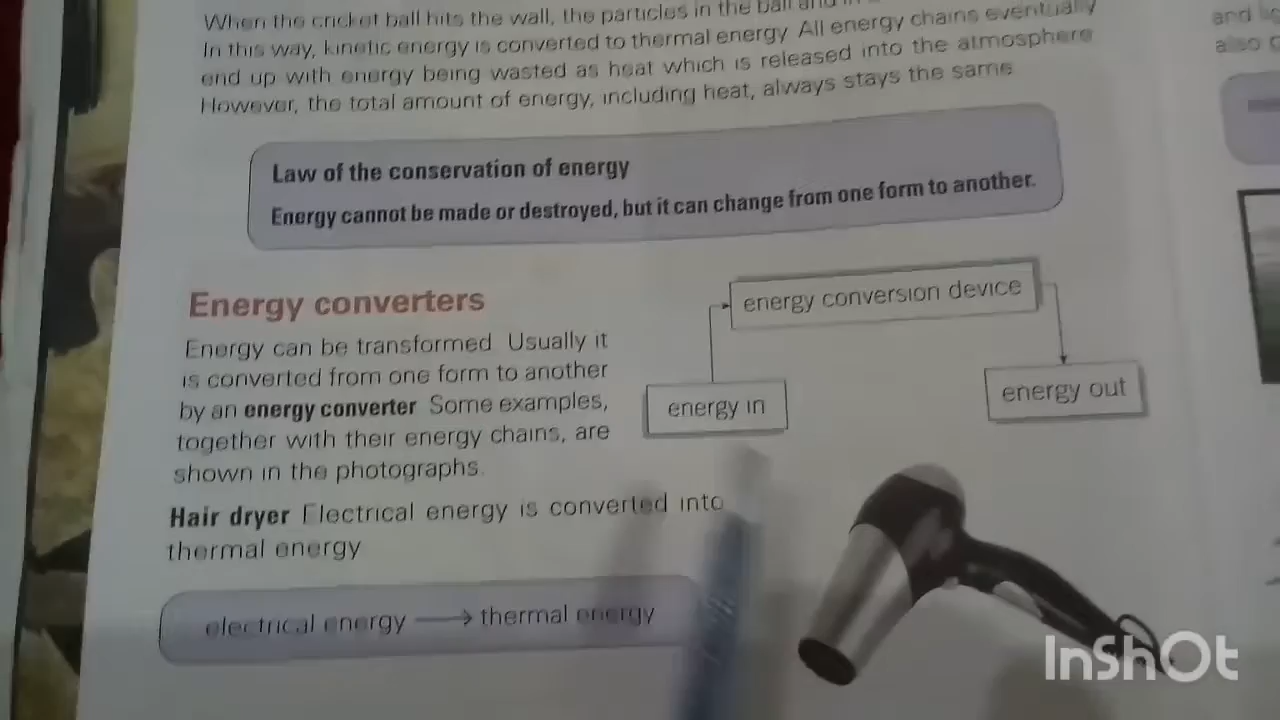 When the cricket ball hits the wall, the particles in the ball and in
In this way, kinetic energy is converted to thermal energy All energy chains eventually
end up with energy being wasted as heat which is released into the atmosphere
However, the total amount of energy, including heat, always stays the same
Law of the conservation of energy
Energy cannot be made or destroyed, but it can change from one form to another.
Energy converters
Energy can be transformed Usually it
is converted from one form to another
by an energy converter Some examples,
together with their energy chains, are
shown in the photographs.
energy conversion device
energy in
energy out
Hair dryer Electrical energy is converted into
thermal energy
electrical energy → thermal energy
and
also
InShOt